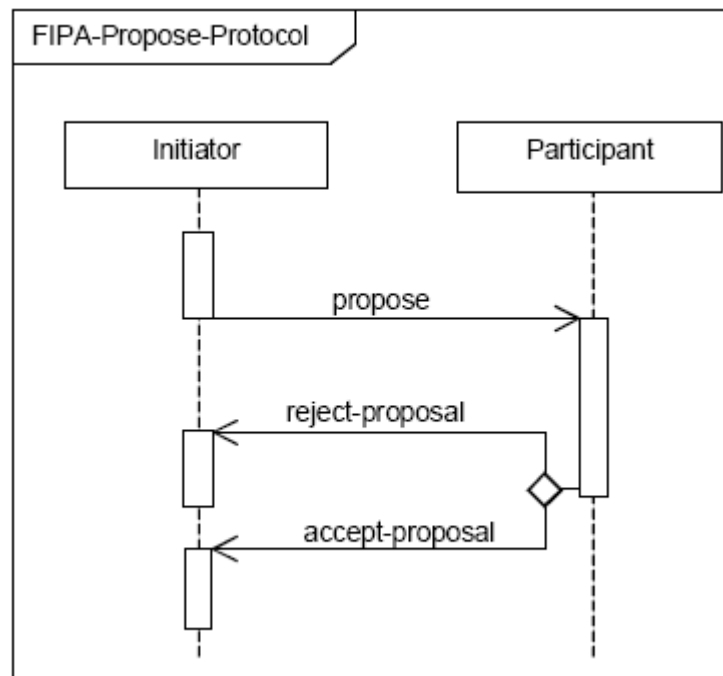 FIPA-Propose-Protocol
Initiator
Participant
propose
reject-proposal
accept-proposal